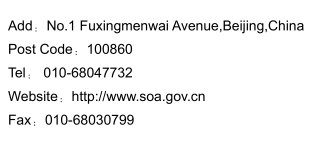 Add：No.1 Fuxingmenwai Avenue,Beijing,China
Post Code：100860
Tel： 010-68047732
Website：http://www.soa.gov.cn
Fax：010-68030799